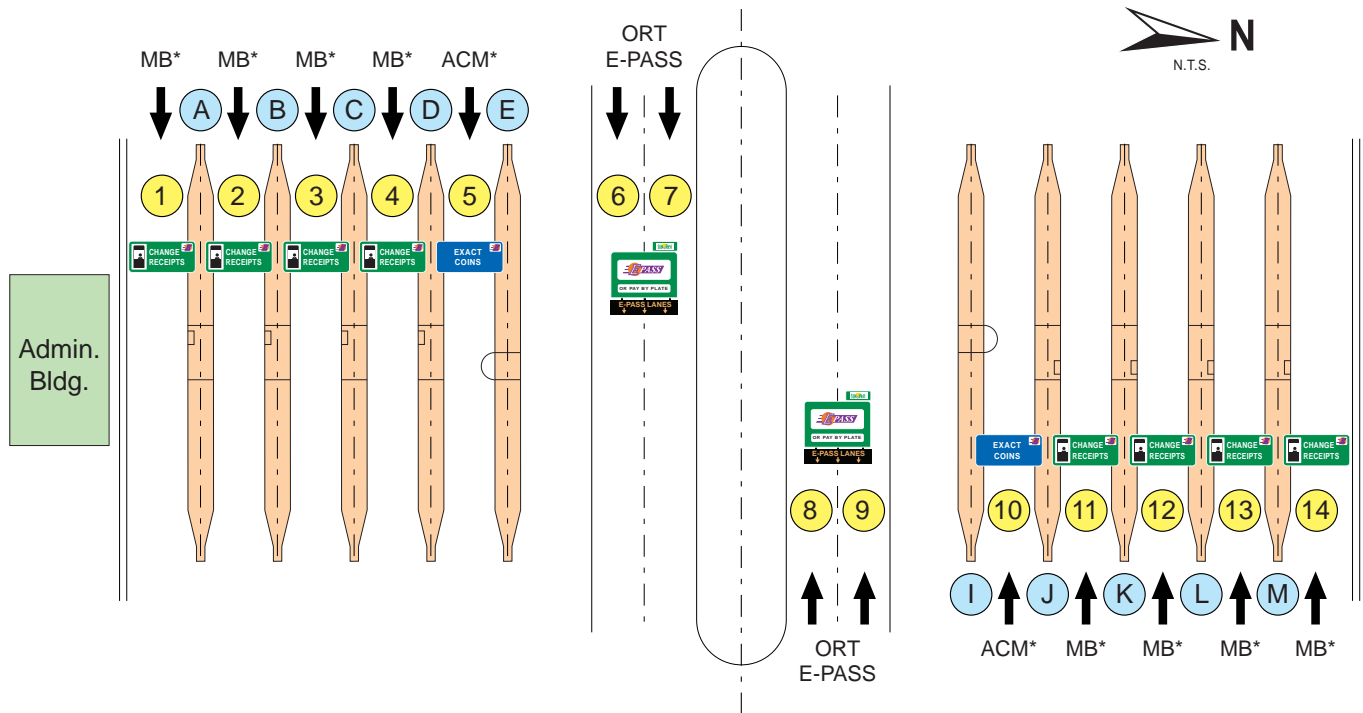 ORT
E-PASS
N
N.T.S.
MB*
MB*
MB*
MB*
ACM*
A
B
C
D
E
1
2
3
4
5
6
7
CHANGE
RECEIPTS
CHANGE
RECEIPTS
CHANGE
RECEIPTS
CHANGE
RECEIPTS
EXACT
COINS
E-PASS
OR PAY BY PLATE
E-PASS LANES
Admin.
Bldg.
E-PASS
OR PAY BY PLATE
E-PASS LANES
EXACT
COINS
CHANGE
RECEIPTS
CHANGE
RECEIPTS
CHANGE
RECEIPTS
CHANGE
RECEIPTS
8
9
10
11
12
13
14
I
J
K
L
M
ORT
E-PASS
ACM*
MB*
MB*
MB*
MB*